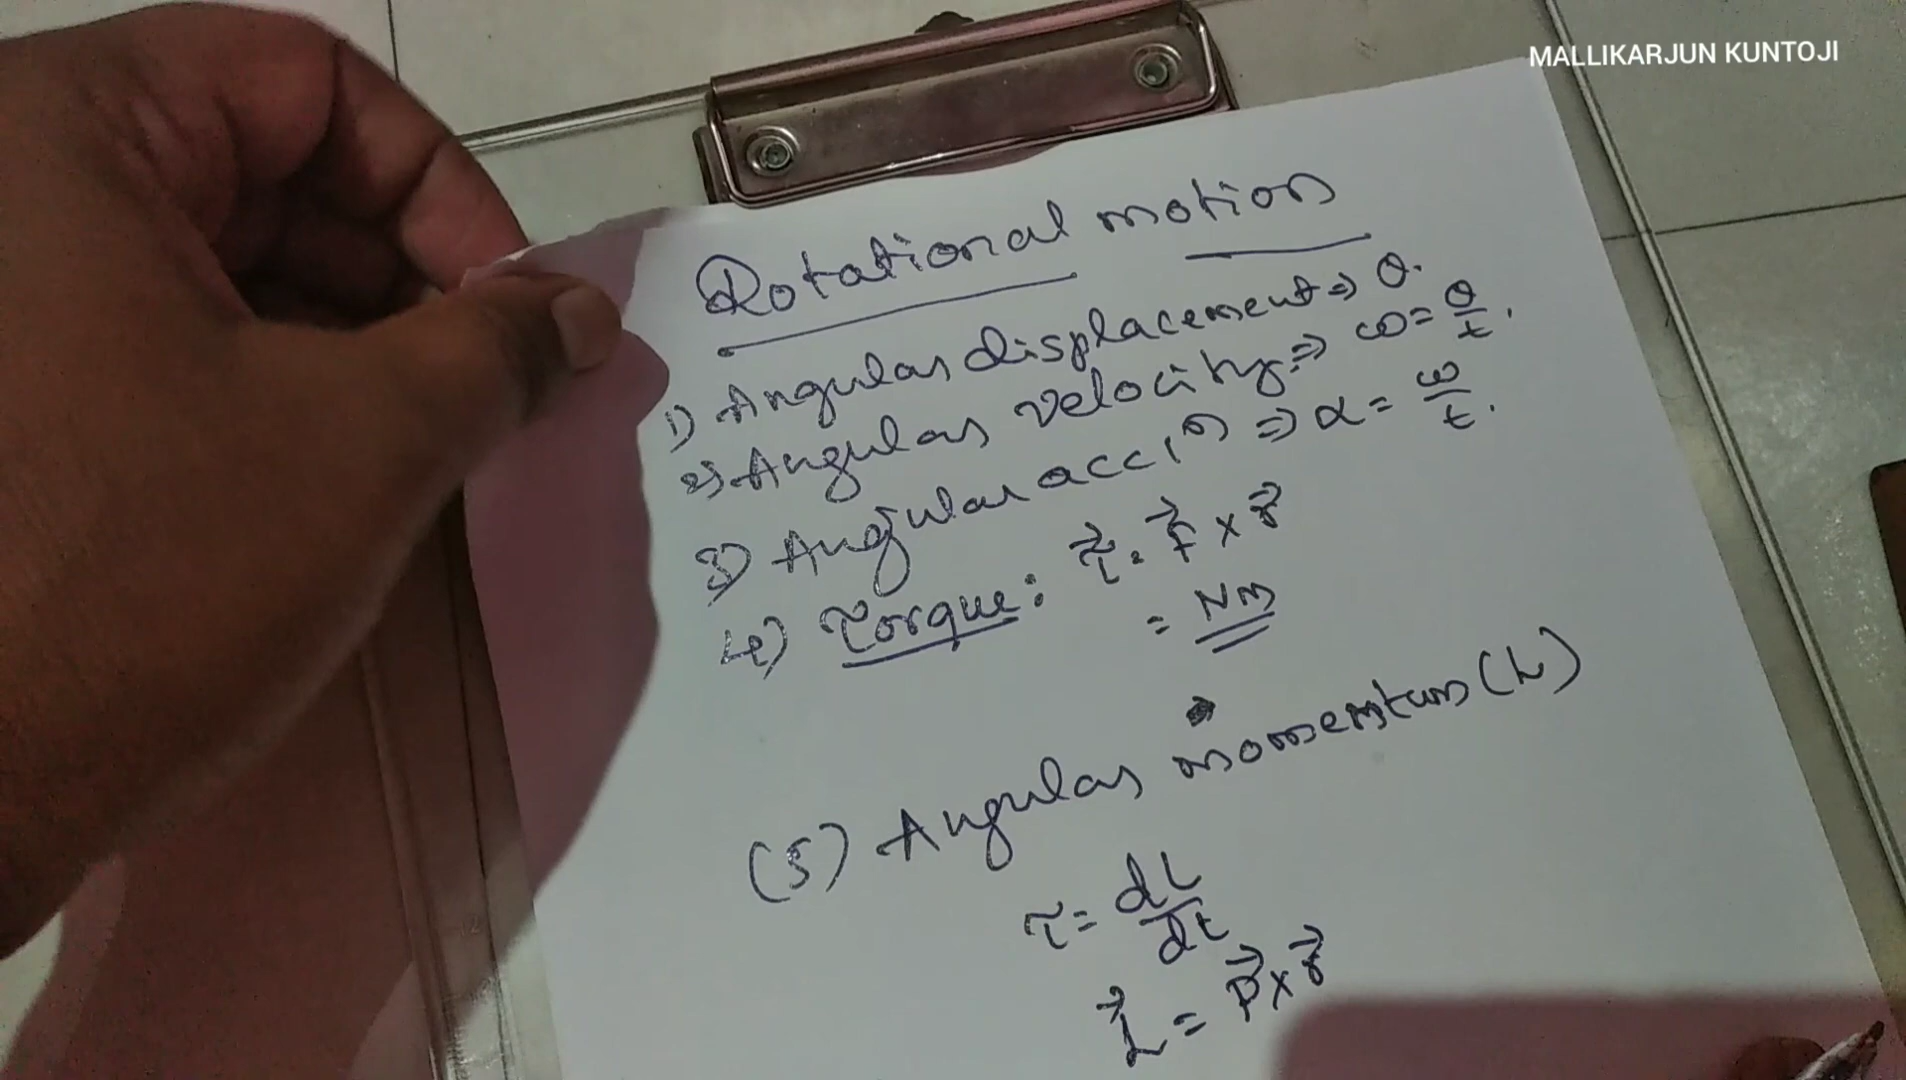 MALLIKARJUN KUNTOJI
Rotational motion
1) Angular displacement ⇒ θ.
2) Angular velocity ⇒ ω = θ/t.
3) Angular accⁿ ⇒ α = ω/t.
4) Torque : τ⃗ = F⃗ × r⃗
= Nm
(5) Angular momentum (L)
τ = dL/dt
L⃗ = P⃗ × r⃗